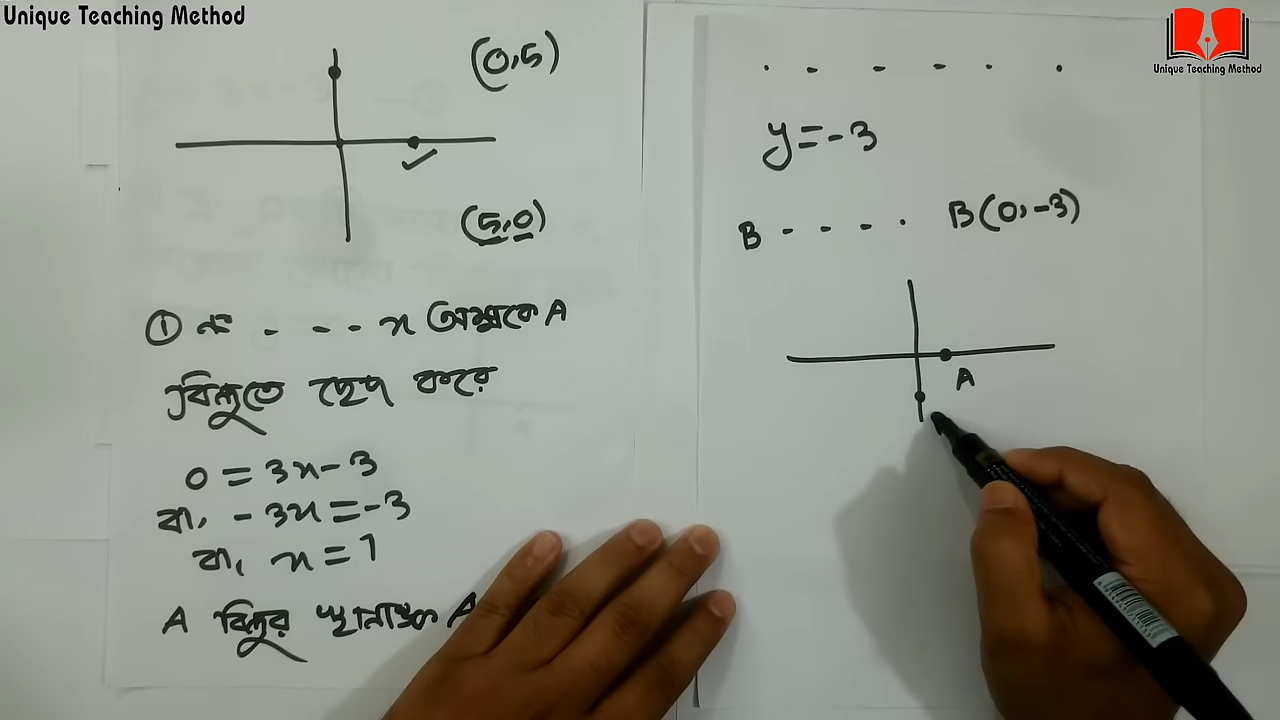 Unique Teaching Method
(0,5)
(5,0)
① নং . - - - x অক্ষকে A
বিন্দুতে ছেদ করে
0 = 3x - 3
বা, - 3x = -3
বা, x = 1
A বিন্দুর স্থানাঙ্ক A
Unique Teaching Method
y = -3
B - - - - . B(0, -3)
A